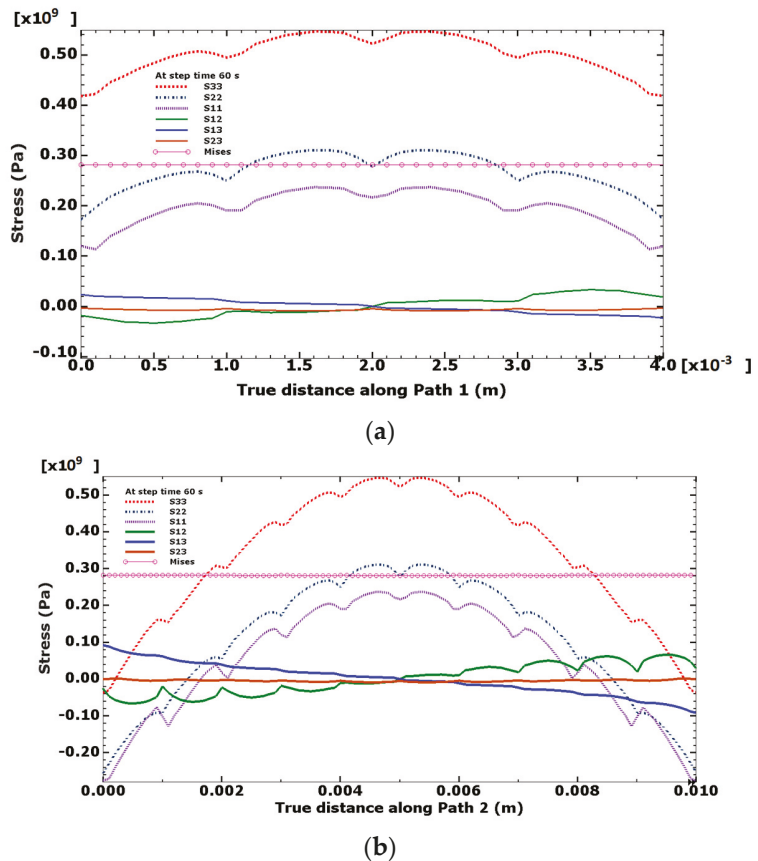 [x10⁹ ]
0.50
0.40
0.30
0.20
0.10
0.00
-0.10
Stress (Pa)
At step time 60 s
S33
S22
S11
S12
S13
S23
Mises
0.0 0.5 1.0 1.5 2.0 2.5 3.0 3.5 4.0 [x10⁻³ ]
True distance along Path 1 (m)
(a)
[x10⁹ ]
0.50
0.40
0.30
0.20
0.10
0.00
-0.10
-0.20
Stress (Pa)
At step time 60 s
S33
S22
S11
S12
S13
S23
Mises
0.000 0.002 0.004 0.006 0.008 0.010
True distance along Path 2 (m)
(b)